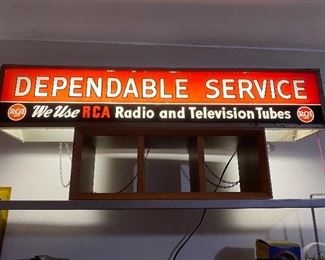 DEPENDABLE SERVICE
RCA We Use RCA Radio and Television Tubes RCA